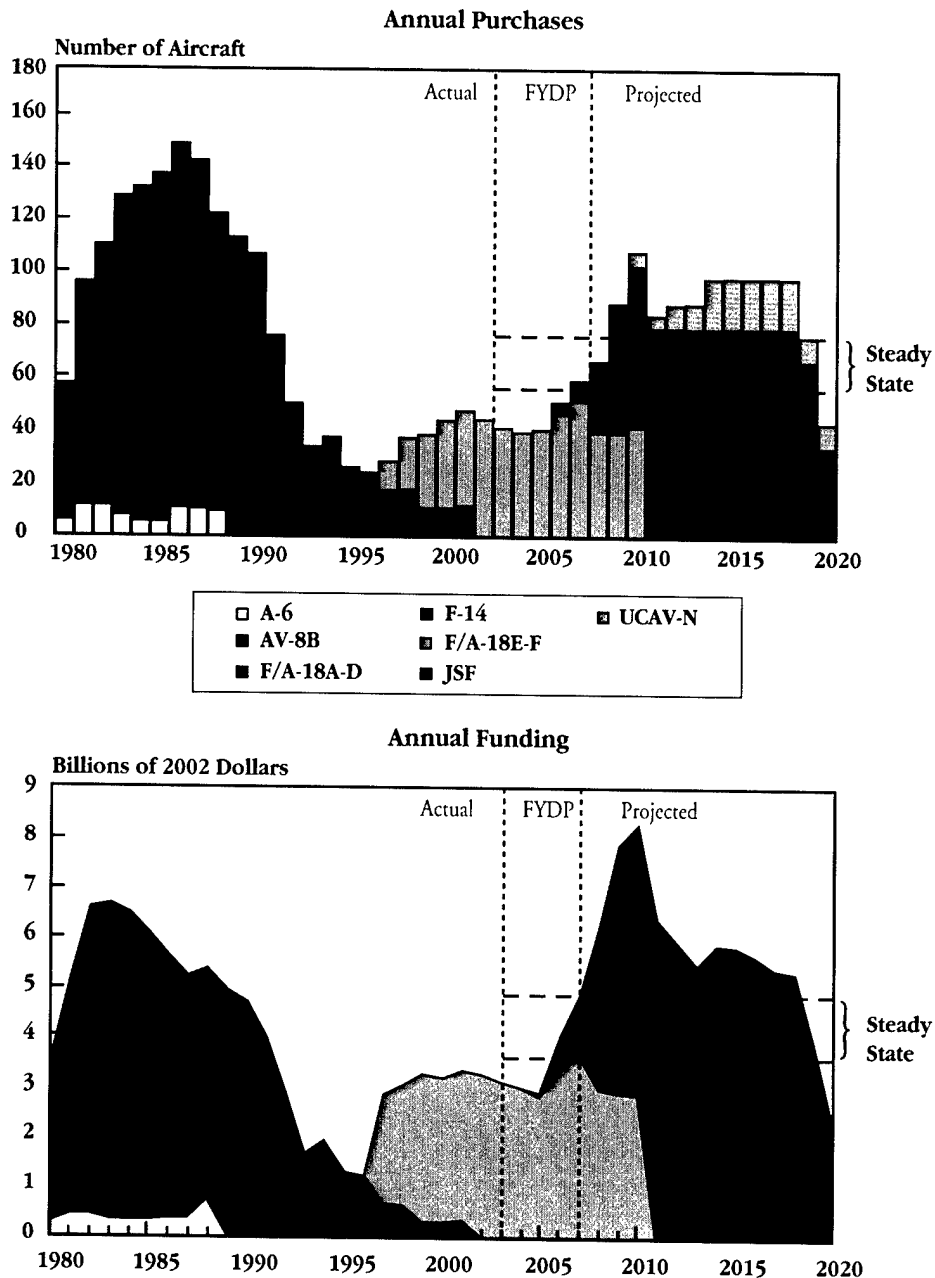 Annual Purchases
Number of Aircraft
180
160
140
120
100
80
60
40
20
0
Actual
FYDP
Projected
Steady
State
1980 1985 1990 1995 2000 2005 2010 2015 2020
A-6
F-14
UCAV-N
AV-8B
F/A-18E-F
F/A-18A-D
JSF
Annual Funding
Billions of 2002 Dollars
9
8
7
6
5
4
3
2
1
0
Actual
FYDP
Projected
Steady
State
1980 1985 1990 1995 2000 2005 2010 2015 2020